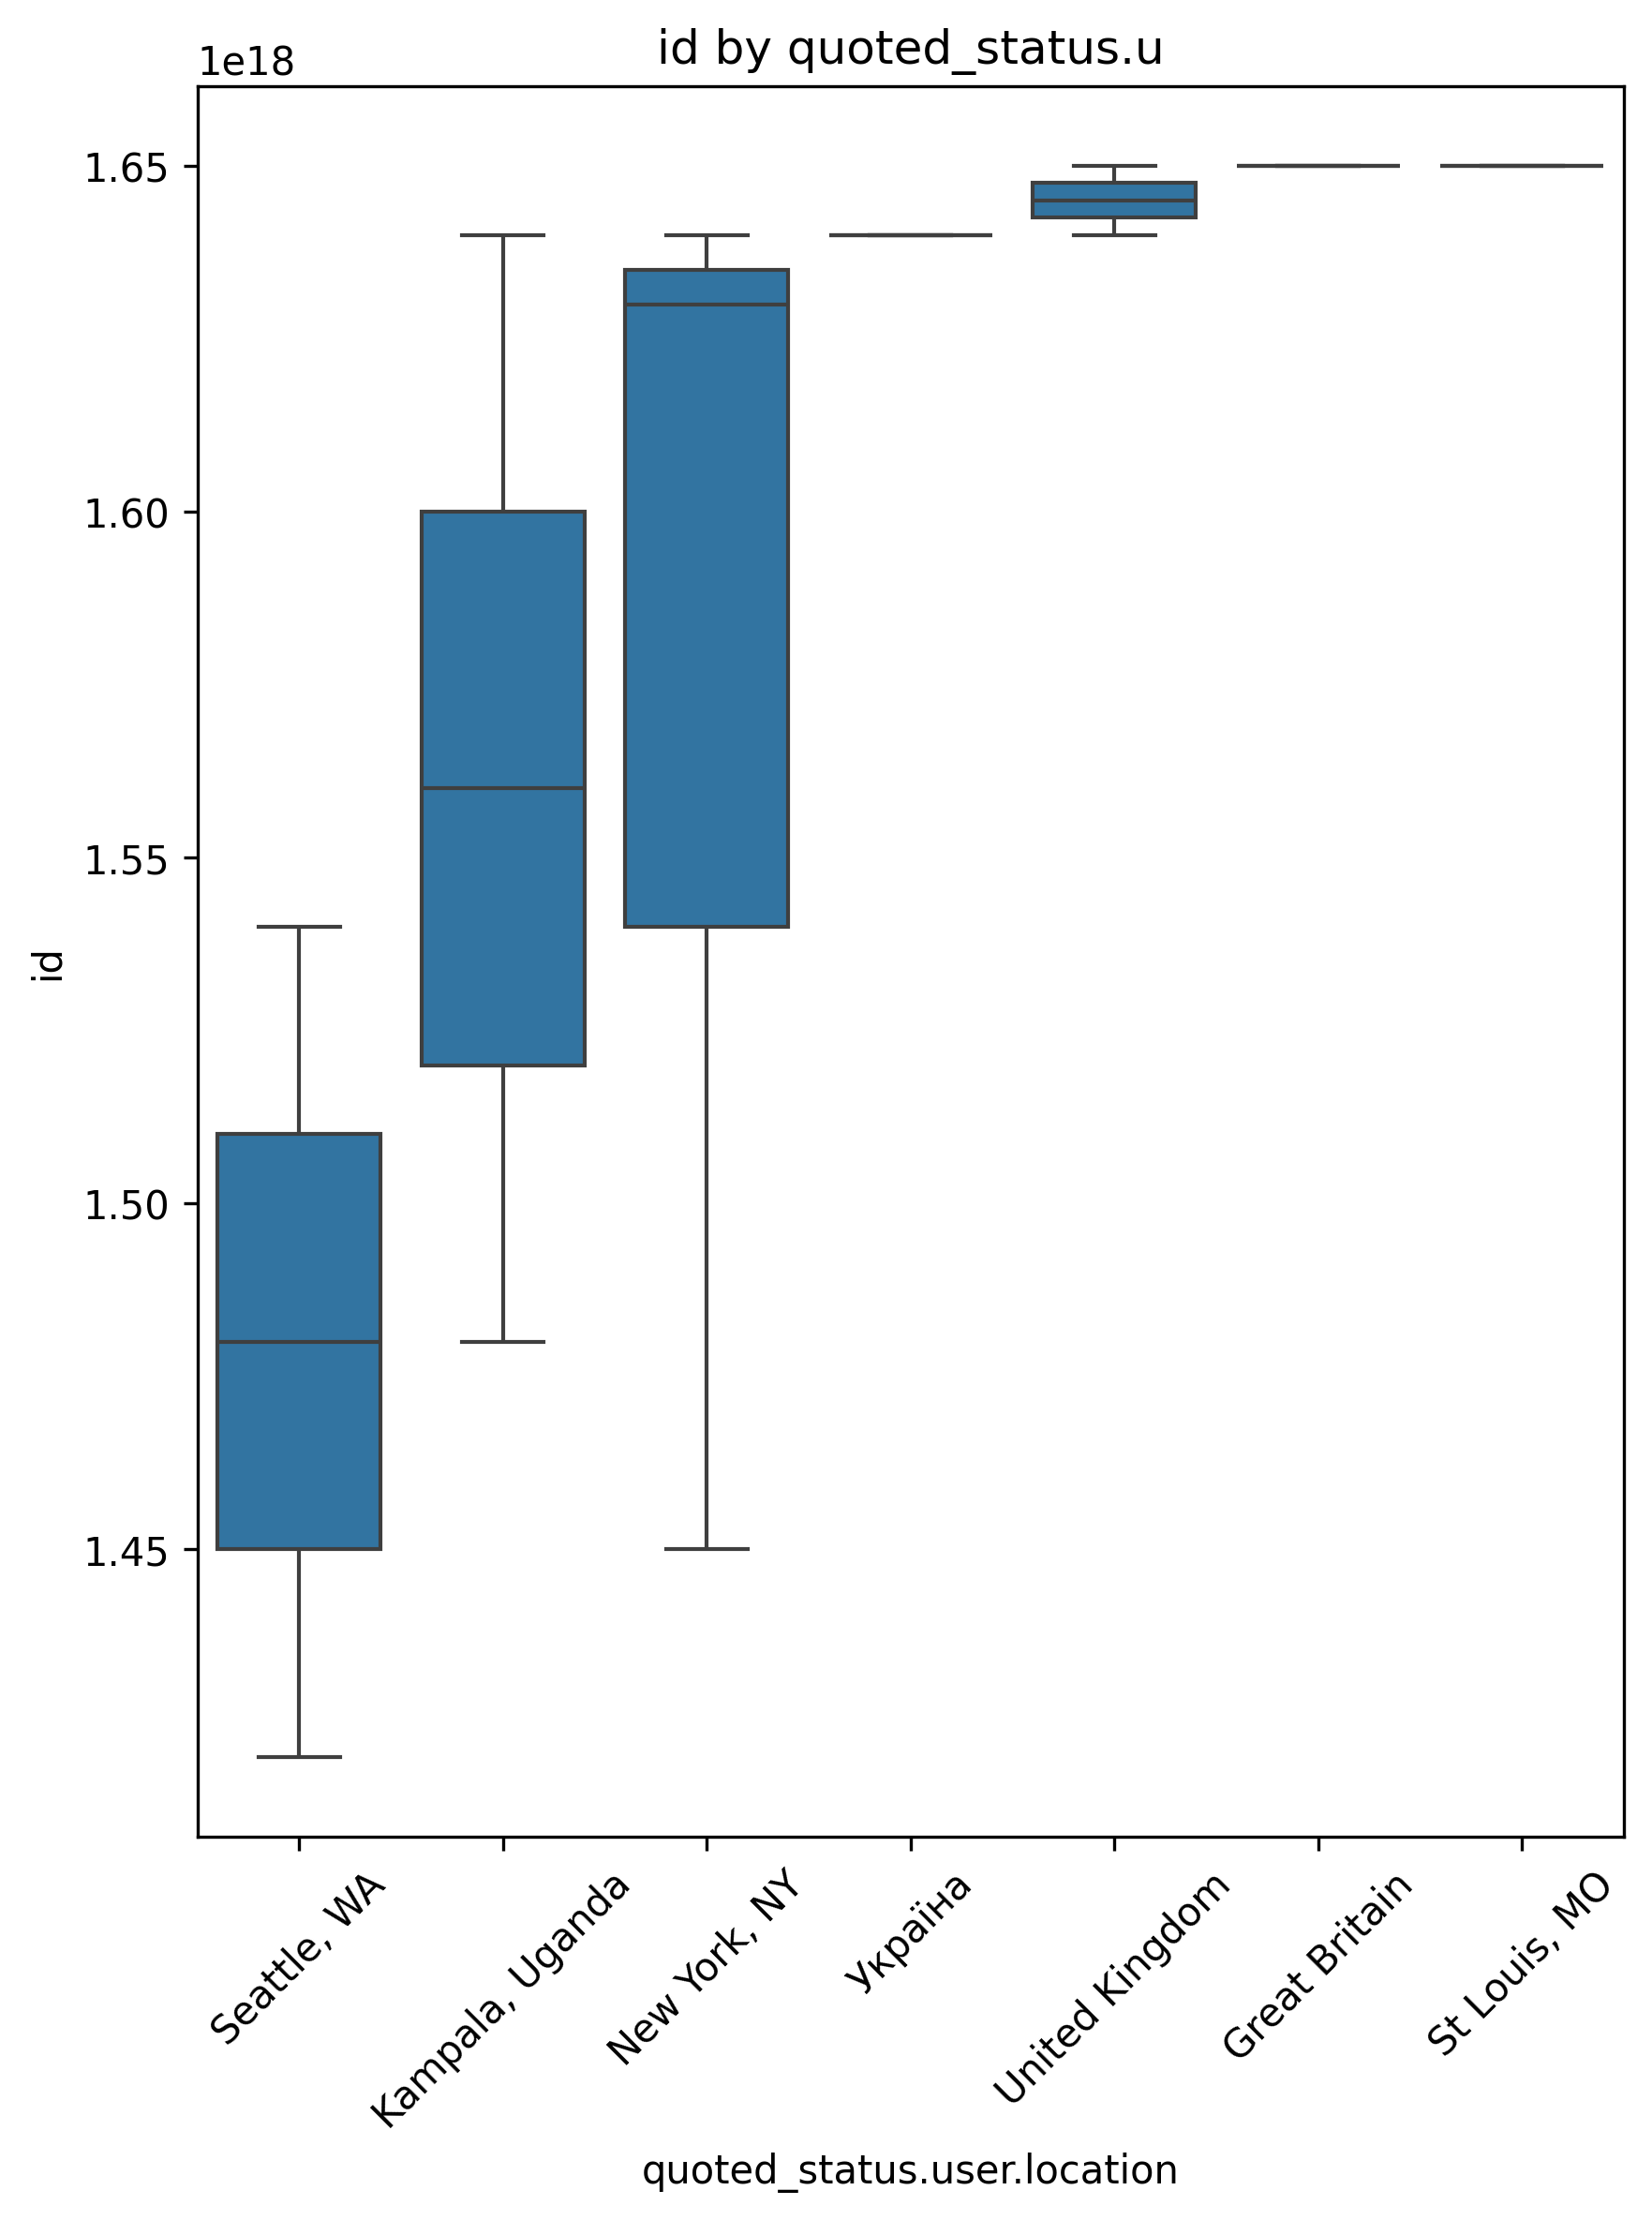 id by quoted_status.u
1e18
1.65
1.60
1.55
1.50
1.45
id
Seattle, WA
Kampala, Uganda
New York, NY
Україна
United Kingdom
Great Britain
St Louis, MO
quoted_status.user.location